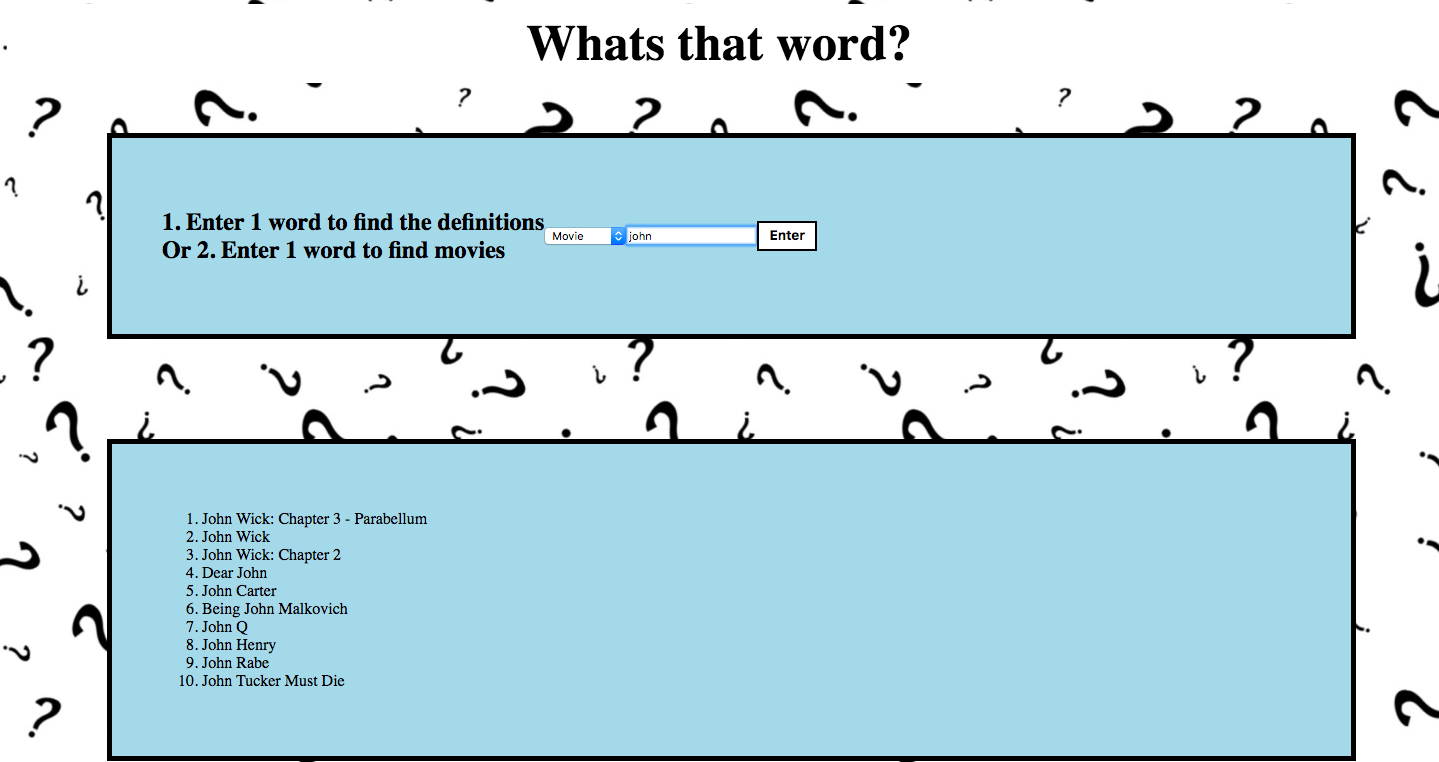 Whats that word?
1. Enter 1 word to find the definitions
Or 2. Enter 1 word to find movies
Movie john Enter
1. John Wick: Chapter 3 - Parabellum
2. John Wick
3. John Wick: Chapter 2
4. Dear John
5. John Carter
6. Being John Malkovich
7. John Q
8. John Henry
9. John Rabe
10. John Tucker Must Die